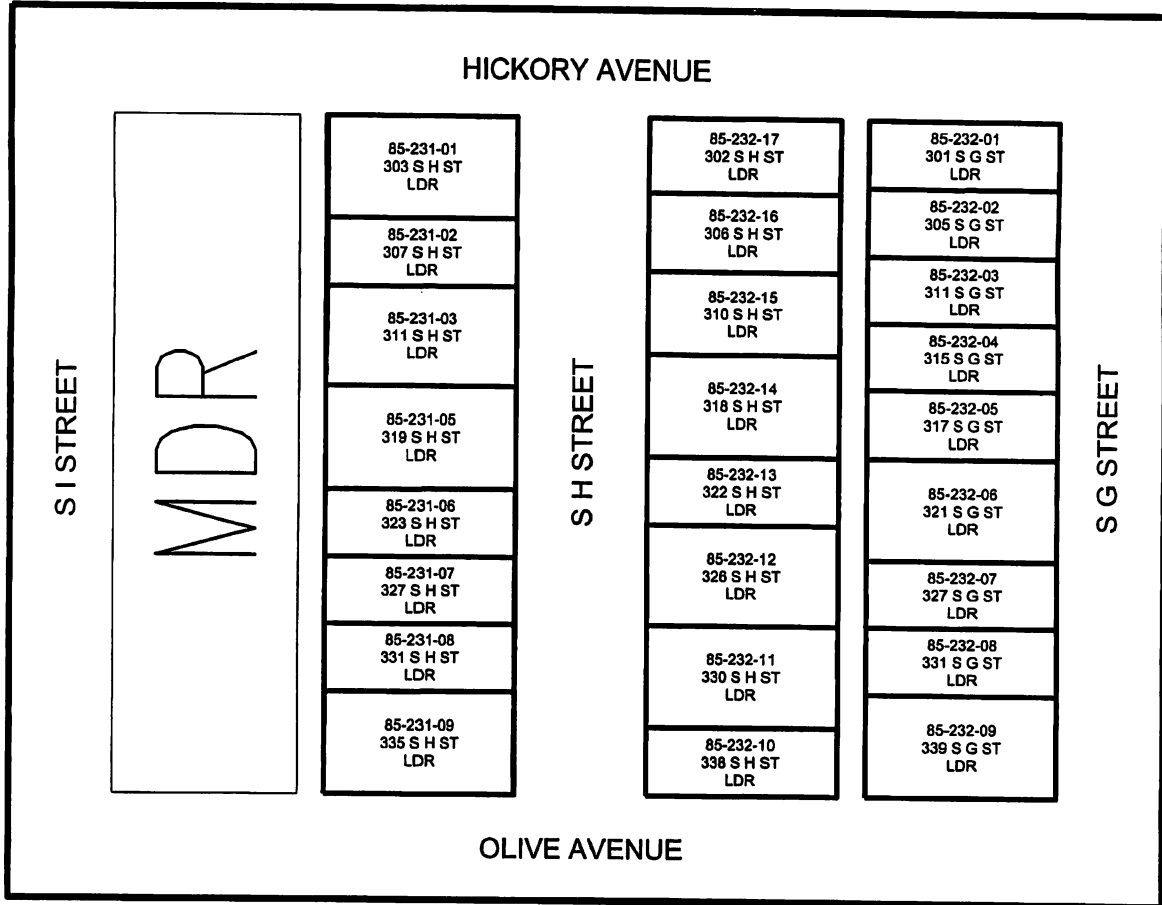 HICKORY AVENUE
S I STREET
MDR
85-231-01
303 S H ST
LDR
85-231-02
307 S H ST
LDR
85-231-03
311 S H ST
LDR
85-231-05
319 S H ST
LDR
85-231-06
323 S H ST
LDR
85-231-07
327 S H ST
LDR
85-231-08
331 S H ST
LDR
85-231-09
335 S H ST
LDR
S H STREET
85-232-17
302 S H ST
LDR
85-232-16
306 S H ST
LDR
85-232-15
310 S H ST
LDR
85-232-14
318 S H ST
LDR
85-232-13
322 S H ST
LDR
85-232-12
326 S H ST
LDR
85-232-11
330 S H ST
LDR
85-232-10
338 S H ST
LDR
85-232-01
301 S G ST
LDR
85-232-02
305 S G ST
LDR
85-232-03
311 S G ST
LDR
85-232-04
315 S G ST
LDR
85-232-05
317 S G ST
LDR
85-232-06
321 S G ST
LDR
85-232-07
327 S G ST
LDR
85-232-08
331 S G ST
LDR
85-232-09
339 S G ST
LDR
S G STREET
OLIVE AVENUE